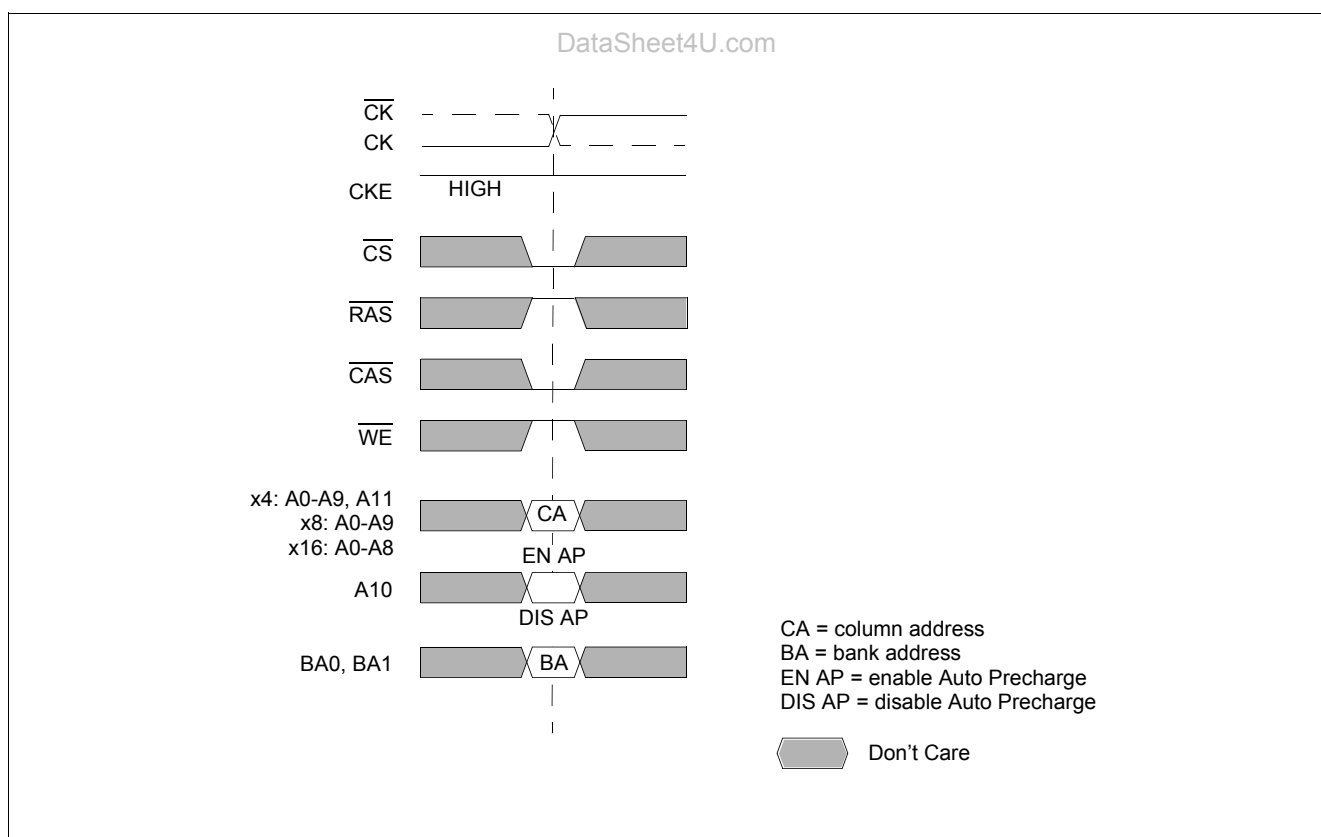 DataSheet4U.com
CK
CK
CKE
HIGH
CS
RAS
CAS
WE
x4: A0-A9, A11
x8: A0-A9
x16: A0-A8
CA
EN AP
A10
DIS AP
BA0, BA1
BA
CA = column address
BA = bank address
EN AP = enable Auto Precharge
DIS AP = disable Auto Precharge
Don't Care